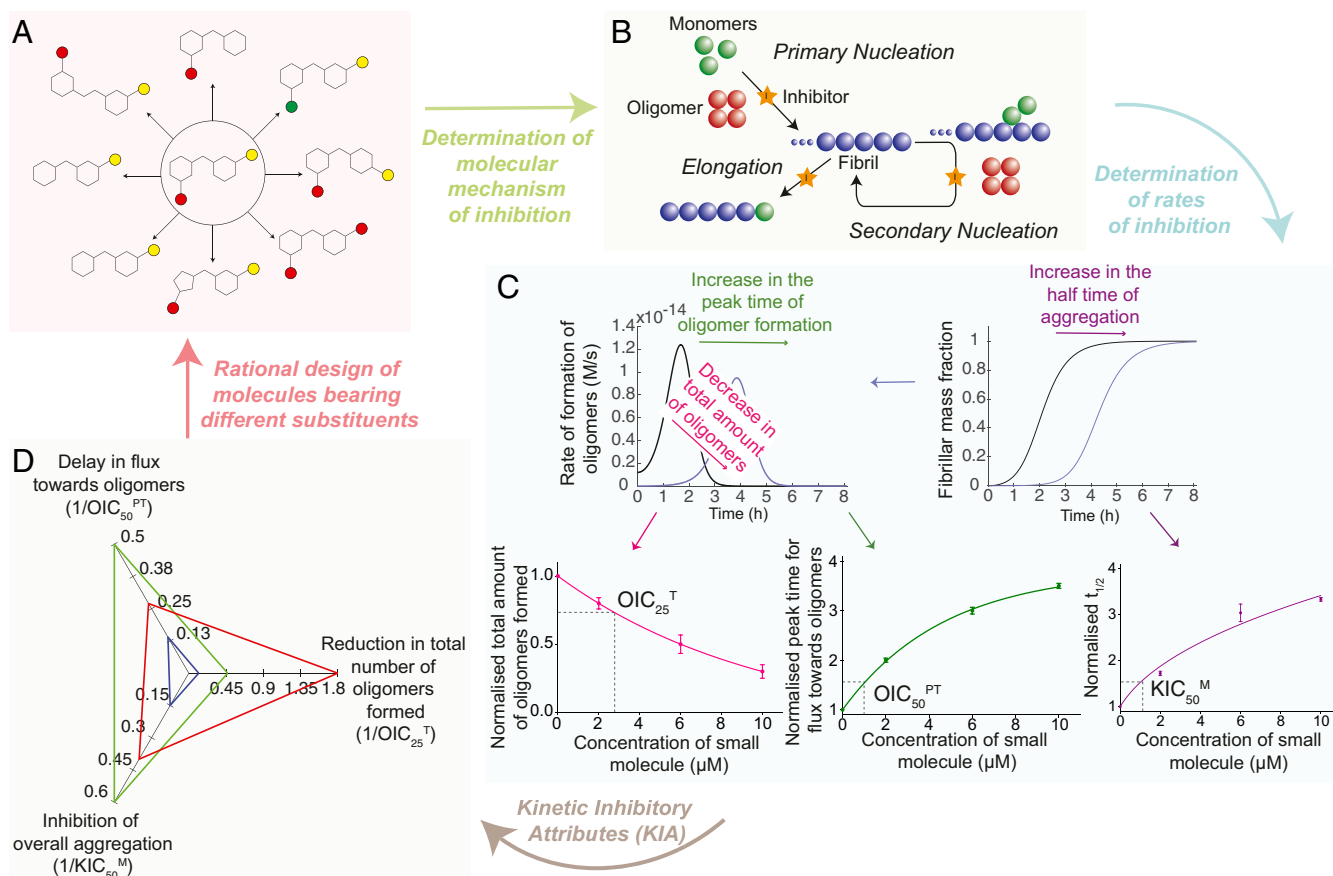 A
B
Monomers
Primary Nucleation
Inhibitor
Oligomer
I
Fibril
Elongation
I
I
Secondary Nucleation
Determination of
molecular
mechanism
of inhibition
Determination
of rates
of inhibition
Rational design of
molecules bearing
different substituents
C
Increase in the
peak time of
oligomer formation
Increase in the
half time of
aggregation
x10-14
1.4
1.2
1
0.8
0.6
0.4
0.2
0
Rate of formation of
oligomers (M/s)
Decrease in
total amount
of oligomers
0 1 2 3 4 5 6 7 8
Time (h)
Fibrillar mass fraction
1
0.8
0.6
0.4
0.2
0
0 1 2 3 4 5 6 7 8
Time (h)
Normalised total amount
of oligomers formed
1.0
0.5
0.0
OIC25T
0 2 4 6 8 10
Concentration of small
molecule (µM)
Normalised peak time for
flux towards oligomers
4
3
2
1
OIC50PT
0 2 4 6 8 10
Concentration of small
molecule (µM)
Normalised t1/2
4
3
2
1
KIC50M
0 2 4 6 8 10
Concentration of small
molecule (µM)
Kinetic Inhibitory
Attributes (KIA)
D
Delay in flux
towards oligomers
(1/OIC50PT)
0.5
0.38
0.25
0.13
Reduction in total
number of
oligomers
formed
(1/OIC25T)
0.45 0.9 1.35 1.8
0.15
0.3
0.45
0.6
Inhibition of
overall aggregation
(1/KIC50M)